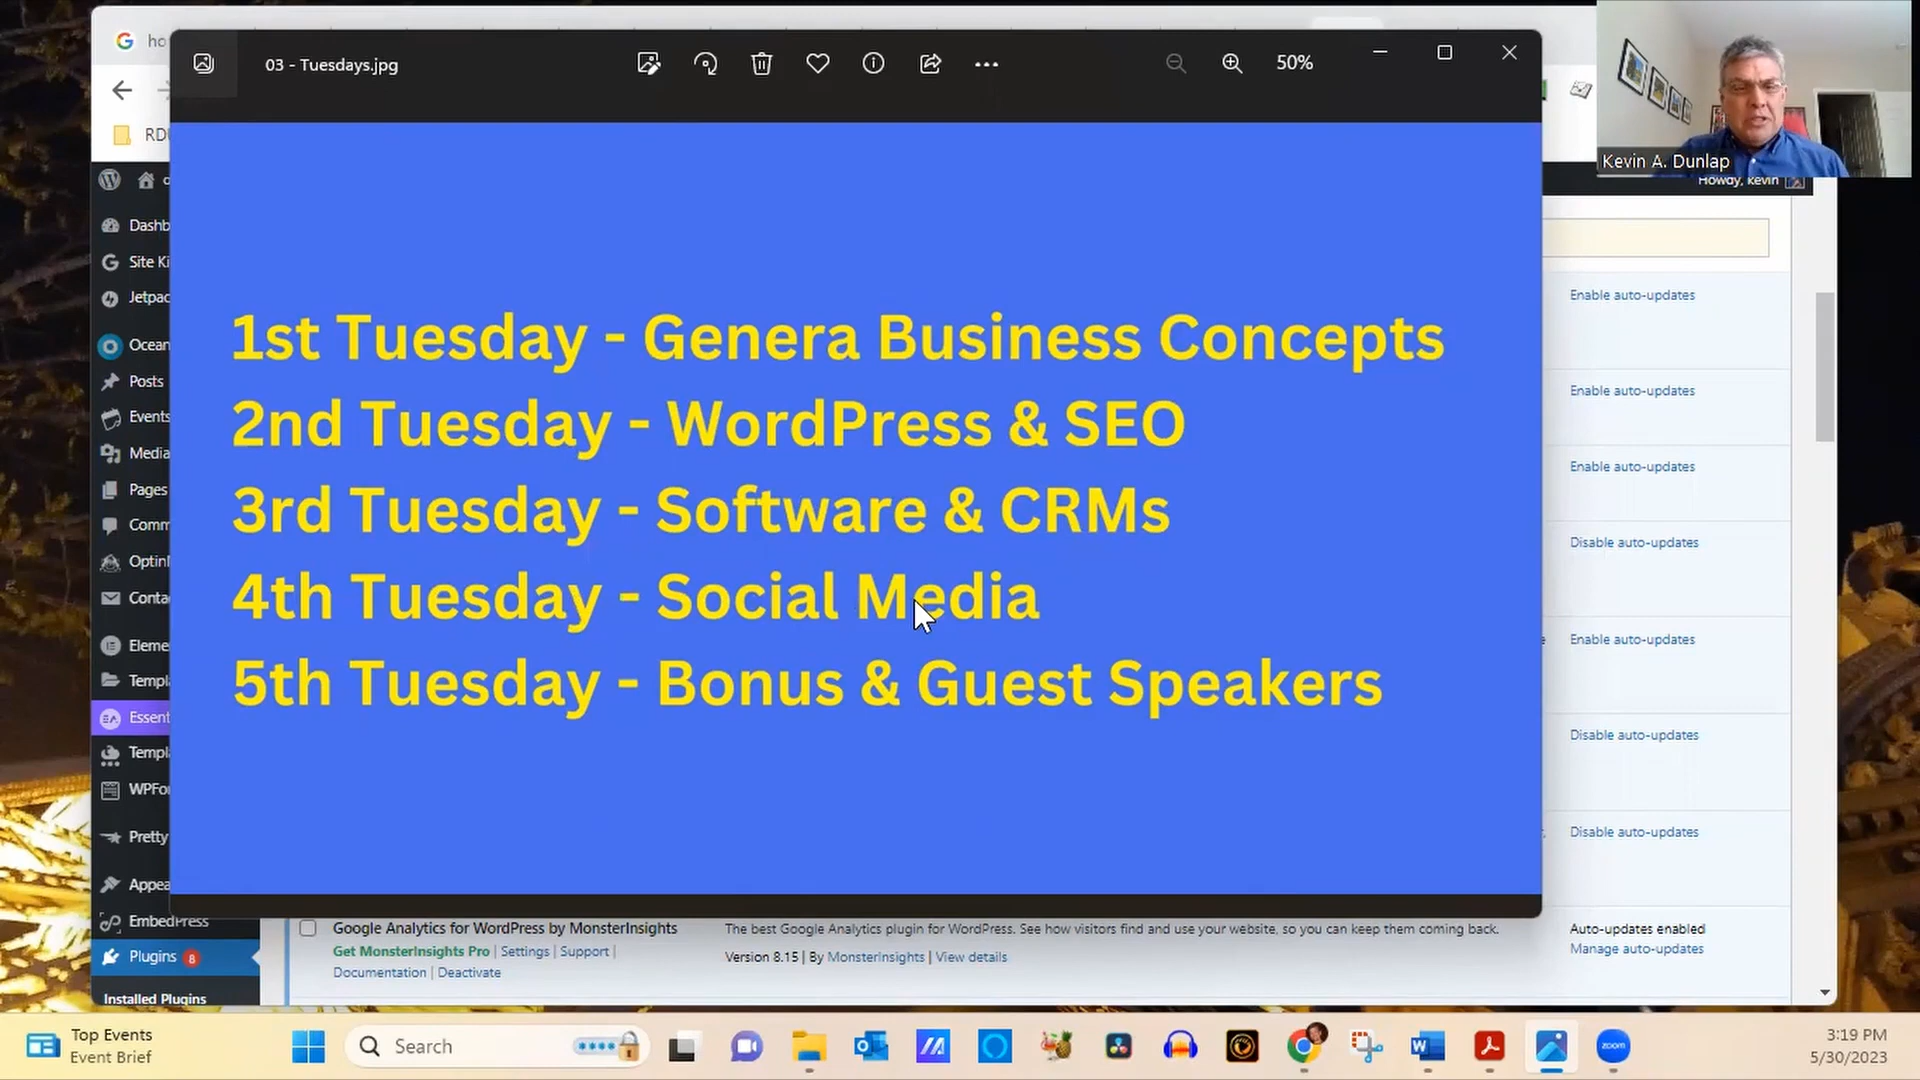 ho
03 - Tuesdays.jpg
50%
RD
Kevin A. Dunlap
Howdy, kevin
Dashb
Site Ki
Jetpac
Ocean
Posts
Events
Media
Pages
Comm
OptinM
Conta
Eleme
Templ
Essent
Templ
WPFo
Pretty
Appea
EmbedPress
Plugins 8
Installed Plugins
1st Tuesday - Genera Business Concepts
2nd Tuesday - WordPress & SEO
3rd Tuesday - Software & CRMs
4th Tuesday - Social Media
5th Tuesday - Bonus & Guest Speakers
Enable auto-updates
Enable auto-updates
Enable auto-updates
Disable auto-updates
Enable auto-updates
Disable auto-updates
Disable auto-updates
Google Analytics for WordPress by MonsterInsights
Get MonsterInsights Pro | Settings | Support |
Documentation | Deactivate
The best Google Analytics plugin for WordPress. See how visitors find and use your website, so you can keep them coming back.
Version 8.15 | By MonsterInsights | View details
Auto-updates enabled
Manage auto-updates
Top Events
Event Brief
Search
zoom
3:19 PM
5/30/2023